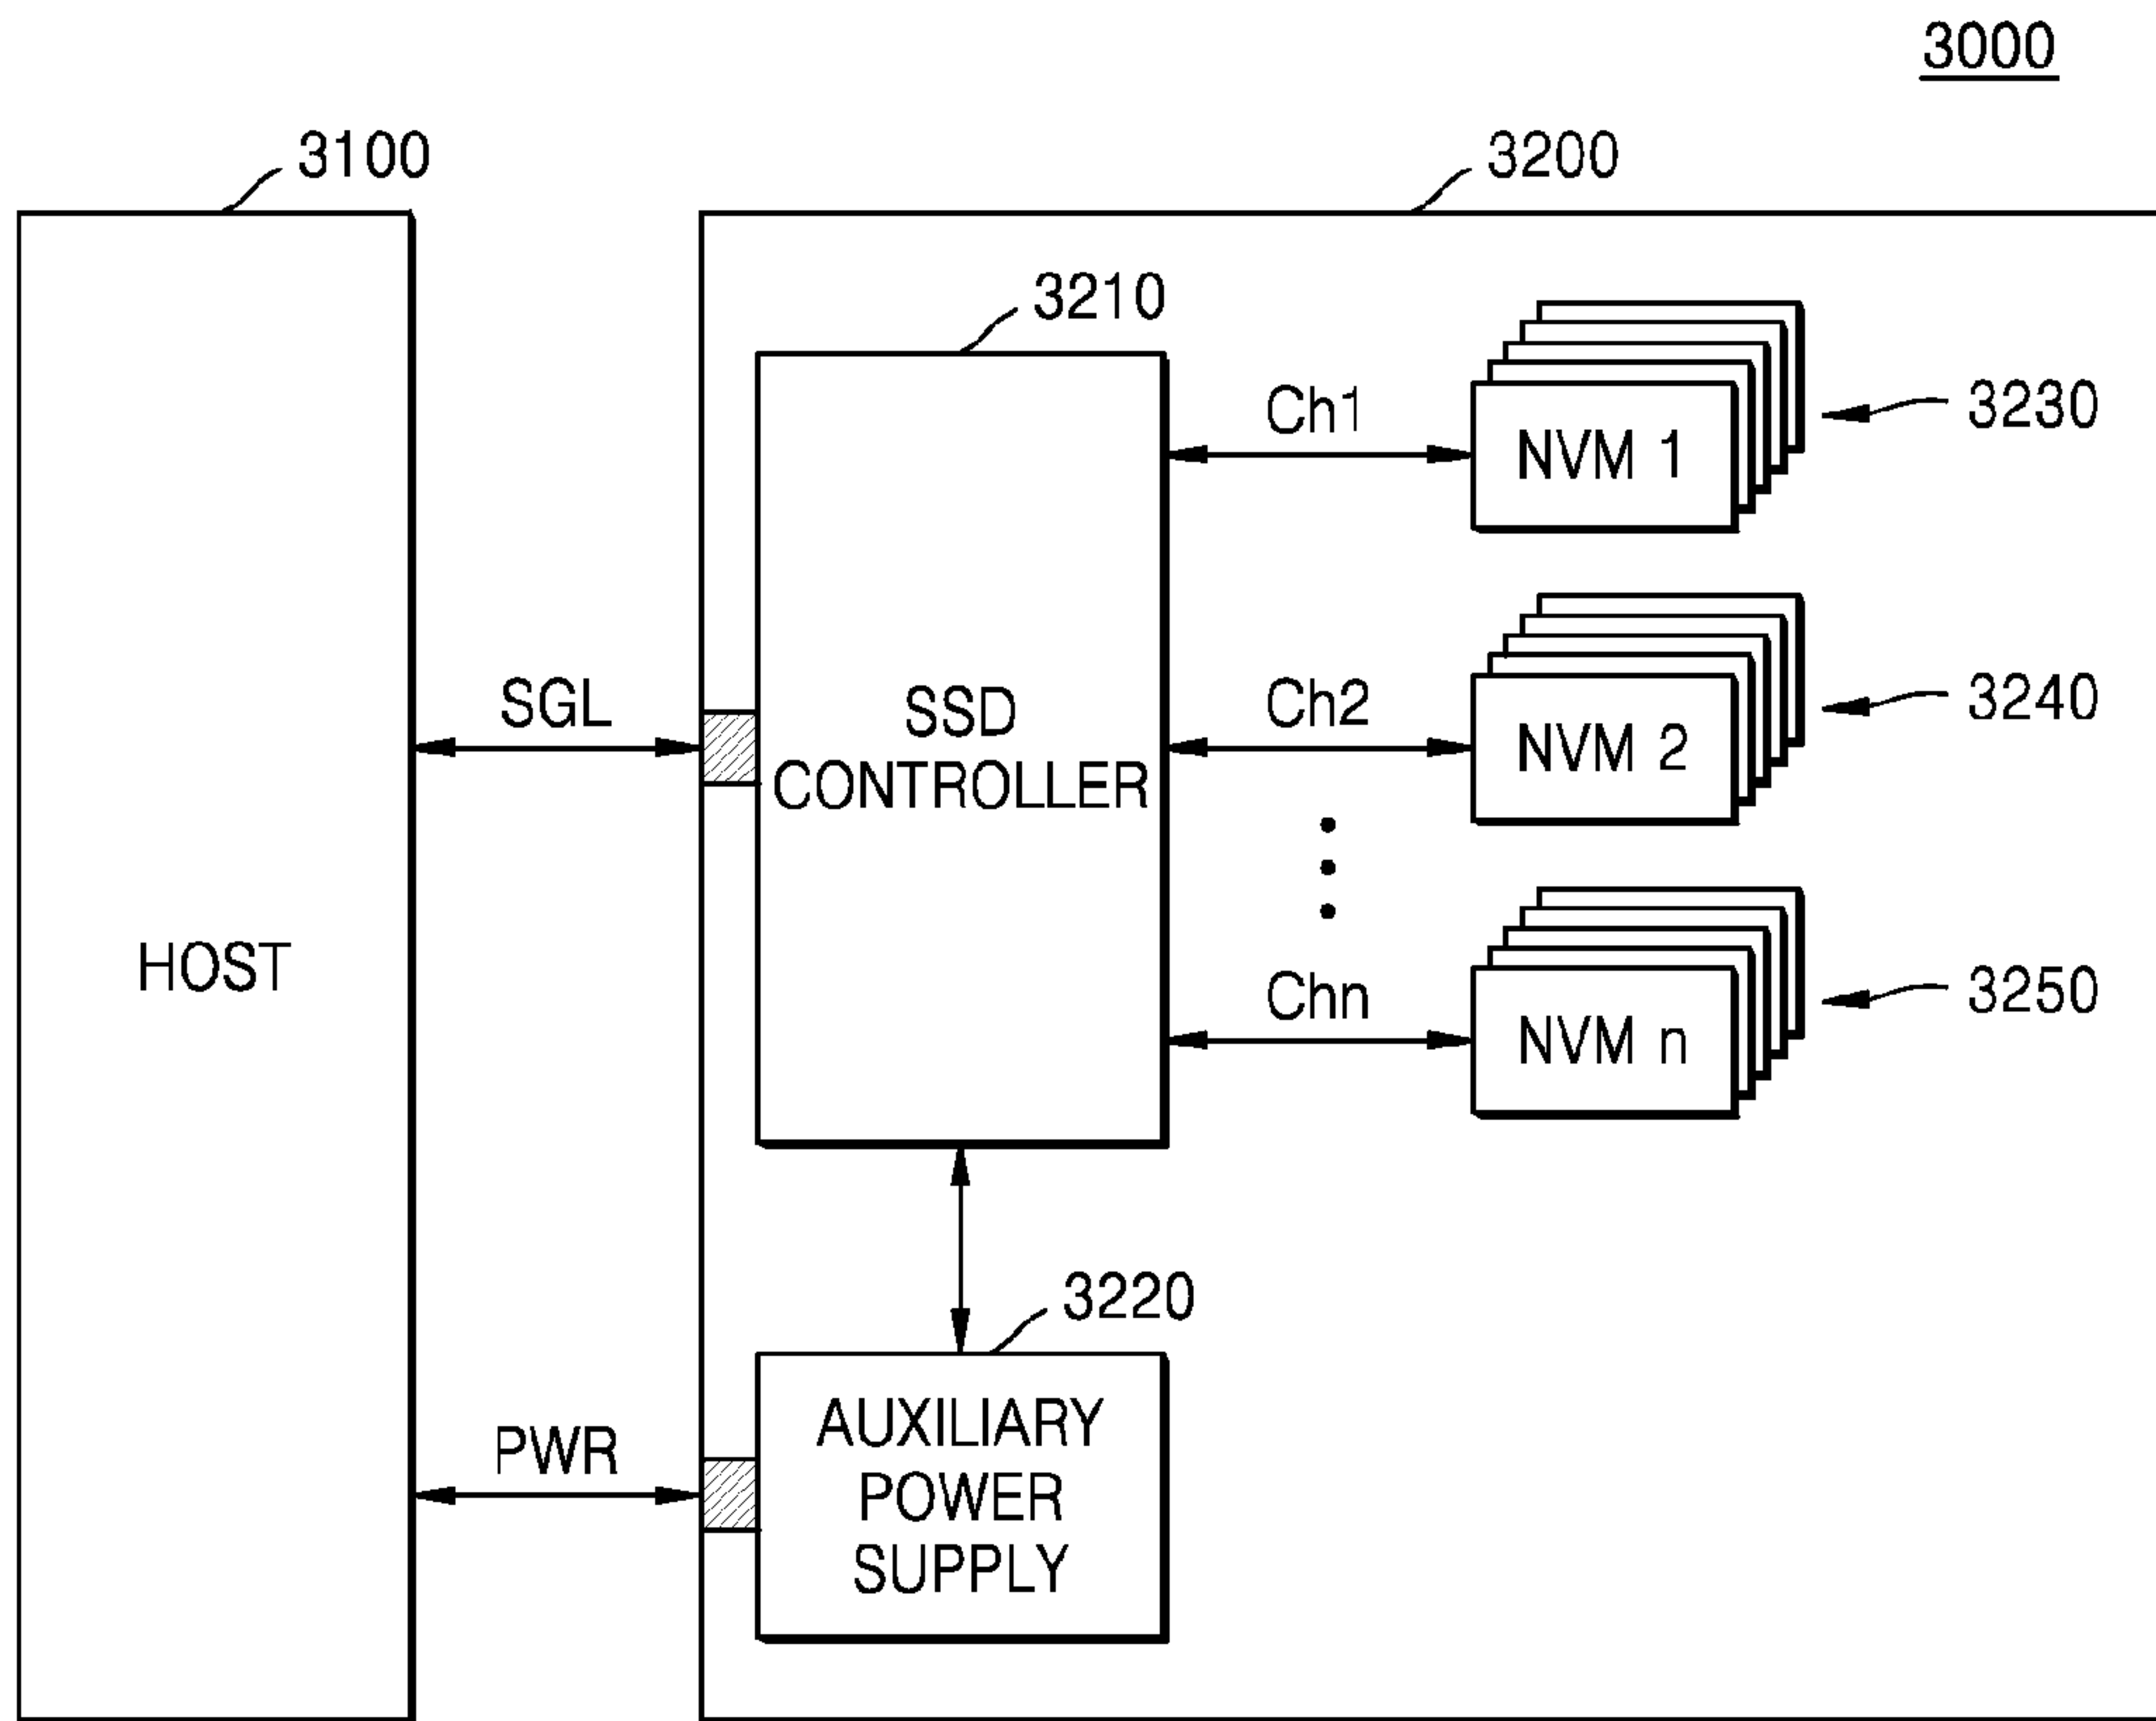 3000
3100
3200
3210
Ch1
NVM 1
3230
SGL
SSD
CONTROLLER
Ch2
NVM 2
3240
HOST
Chn
NVM n
3250
3220
PWR
AUXILIARY
POWER
SUPPLY